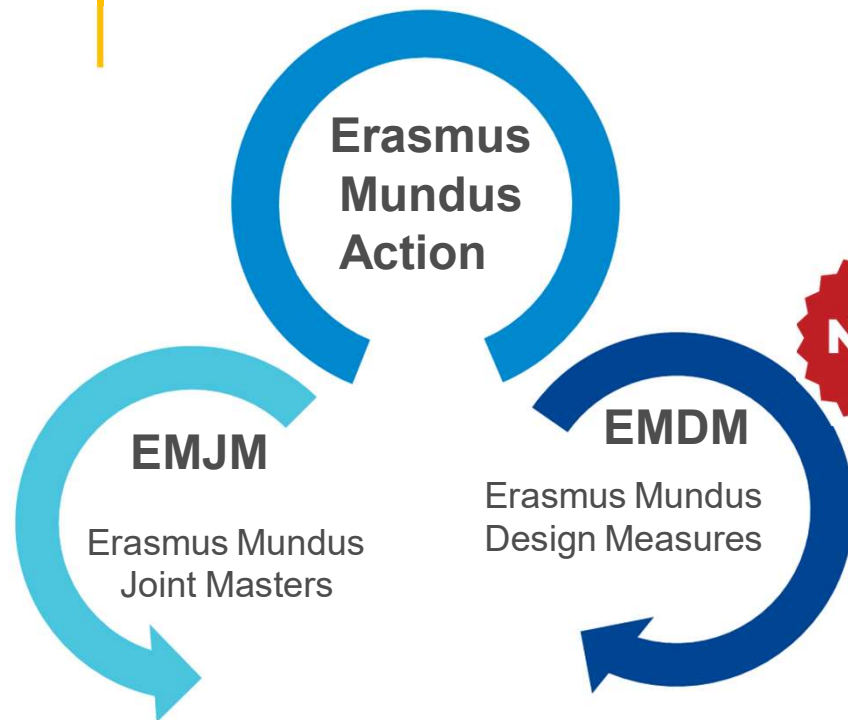 Erasmus
Mundus
Action
EMJM
Erasmus Mundus
Joint Masters
EMDM
Erasmus Mundus
Design Measures